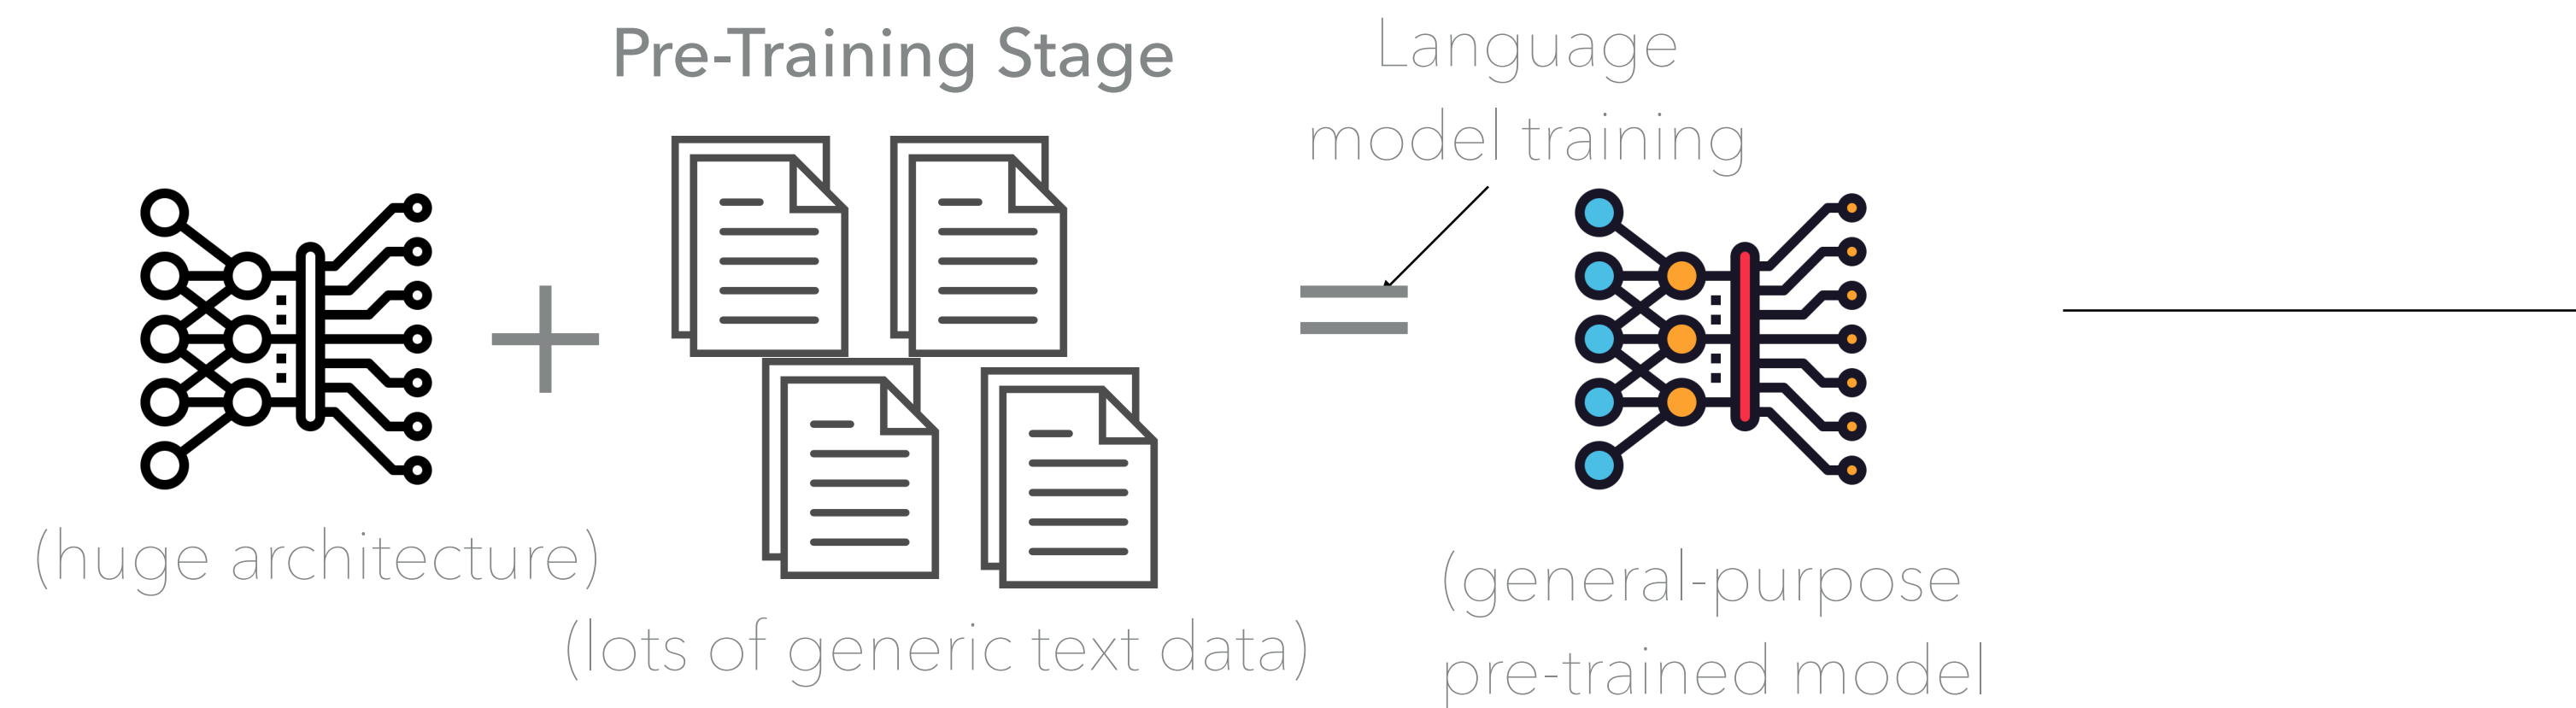 Pre-Training Stage
Language
model training
(huge architecture)
(lots of generic text data)
(general-purpose
pre-trained model